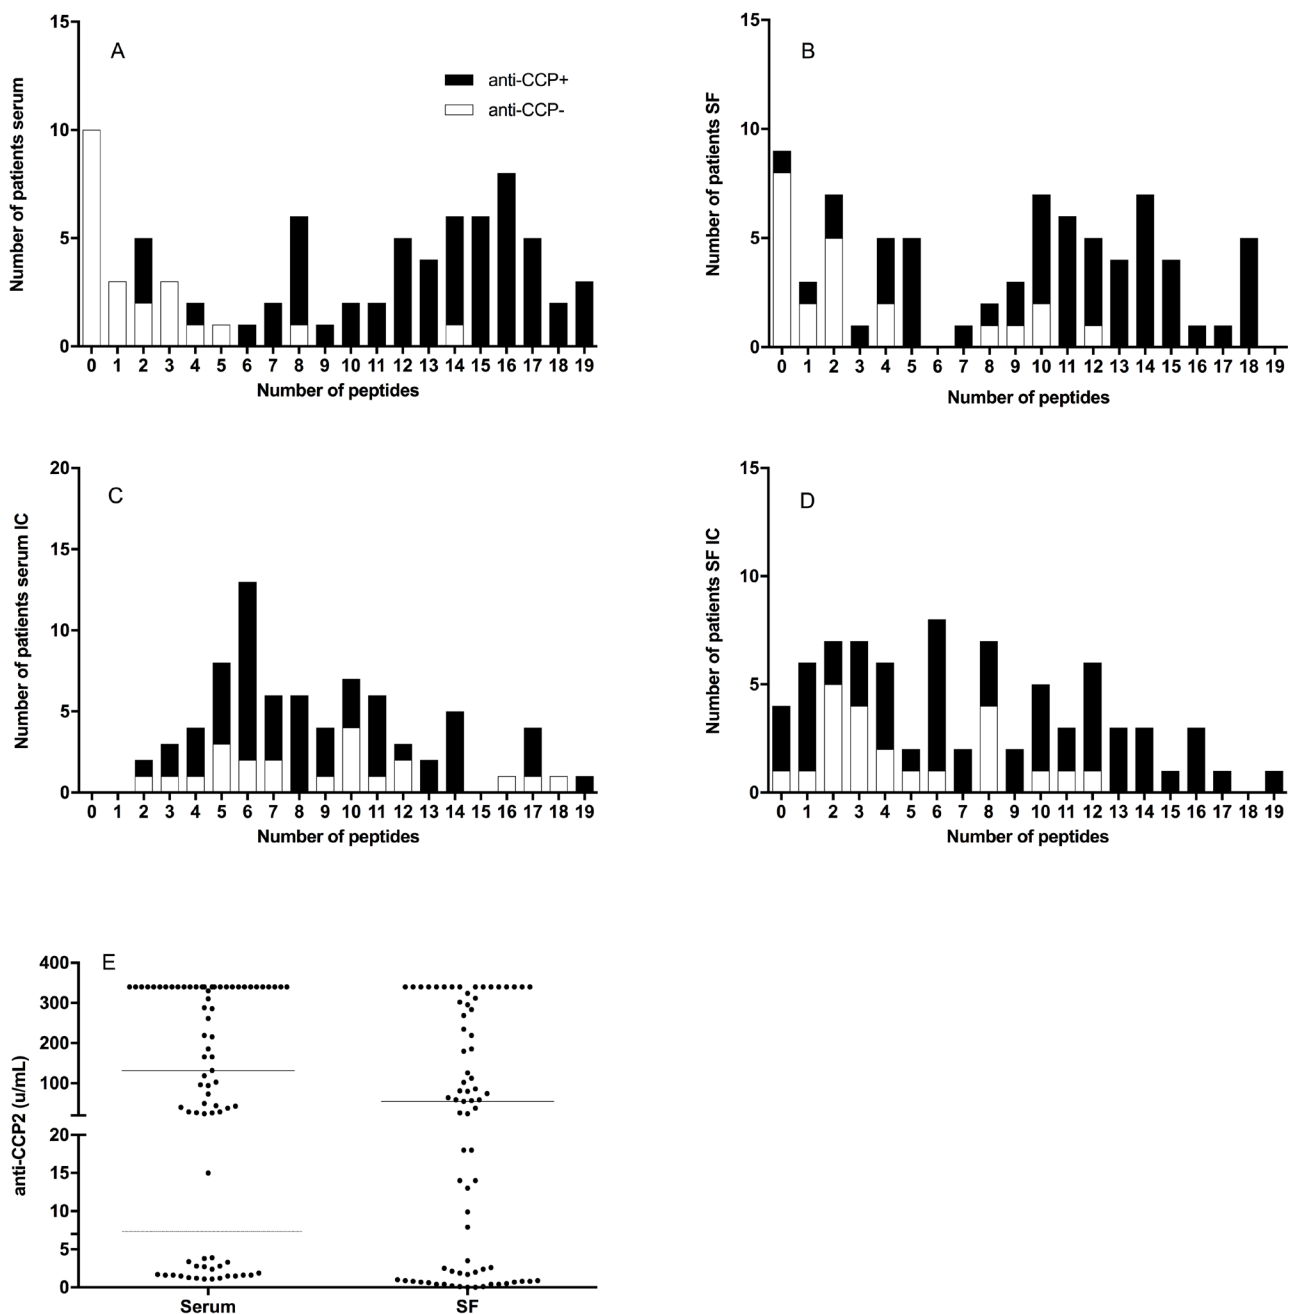 A
anti-CCP+
anti-CCP-
Number of patients serum
15
10
5
0
0 1 2 3 4 5 6 7 8 9 10 11 12 13 14 15 16 17 18 19
Number of peptides
B
Number of patients SF
15
10
5
0
0 1 2 3 4 5 6 7 8 9 10 11 12 13 14 15 16 17 18 19
Number of peptides
C
Number of patients serum IC
20
15
10
5
0
0 1 2 3 4 5 6 7 8 9 10 11 12 13 14 15 16 17 18 19
Number of peptides
D
Number of patients SF IC
15
10
5
0
0 1 2 3 4 5 6 7 8 9 10 11 12 13 14 15 16 17 18 19
Number of peptides
E
anti-CCP2 (u/mL)
400
300
200
100
20
15
10
5
0
Serum SF